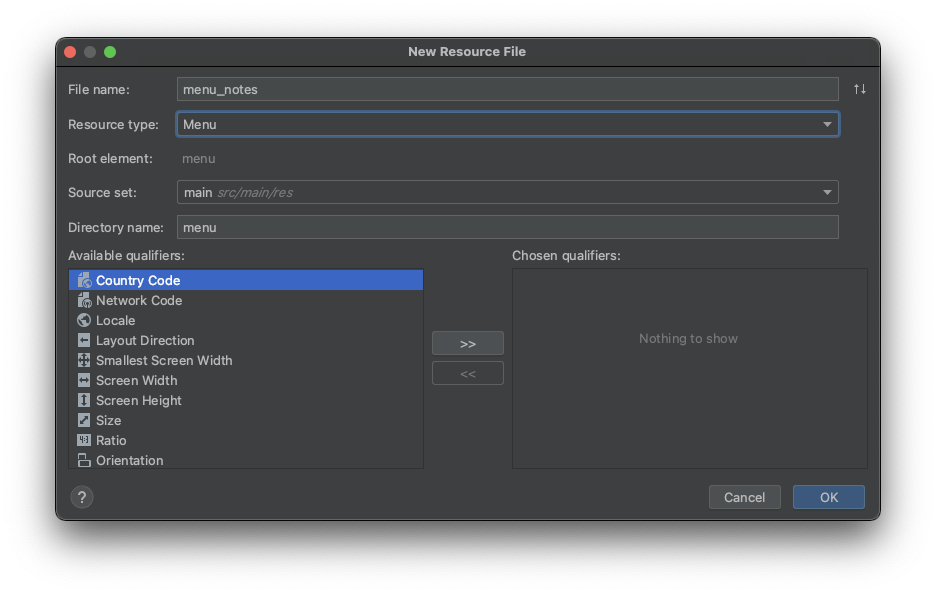 New Resource File
File name: menu_notes
Resource type: Menu
Root element: menu
Source set: main src/main/res
Directory name: menu
Available qualifiers:
Country Code
Network Code
Locale
Layout Direction
Smallest Screen Width
Screen Width
Screen Height
Size
Ratio
Orientation
>>
<<
Chosen qualifiers:
Nothing to show
?
Cancel
OK